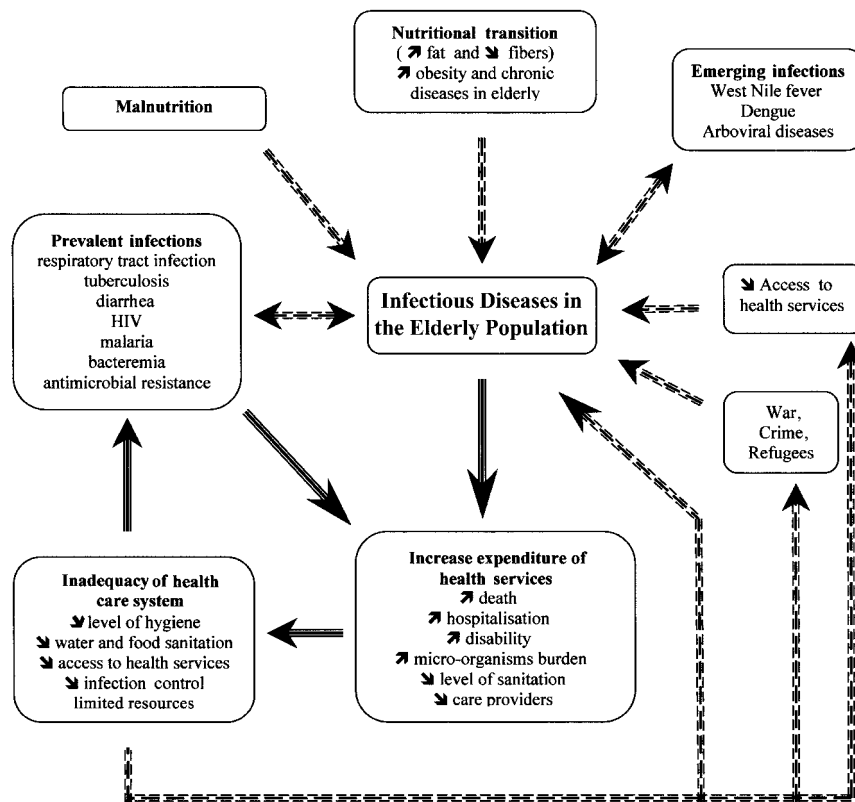 Nutritional transition
( ↗ fat and ↘ fibers)
↗ obesity and chronic
diseases in elderly
Emerging infections
West Nile fever
Dengue
Arboviral diseases
Malnutrition
Prevalent infections
respiratory tract infection
tuberculosis
diarrhea
HIV
malaria
bacteremia
antimicrobial resistance
Infectious Diseases in
the Elderly Population
↘ Access to
health services
War,
Crime,
Refugees
Inadequacy of health
care system
↘ level of hygiene
↘ water and food sanitation
↘ access to health services
↘ infection control
limited resources
Increase expenditure of
health services
↗ death
↗ hospitalisation
↗ disability
↗ micro-organisms burden
↘ level of sanitation
↘ care providers